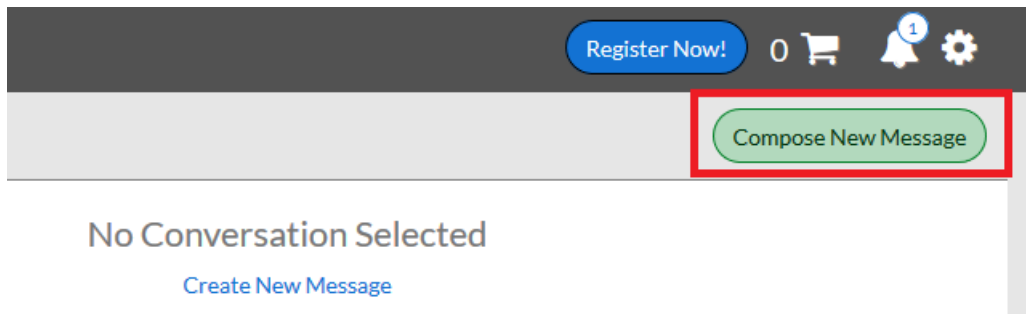 Register Now!
0
1
Compose New Message
No Conversation Selected
Create New Message